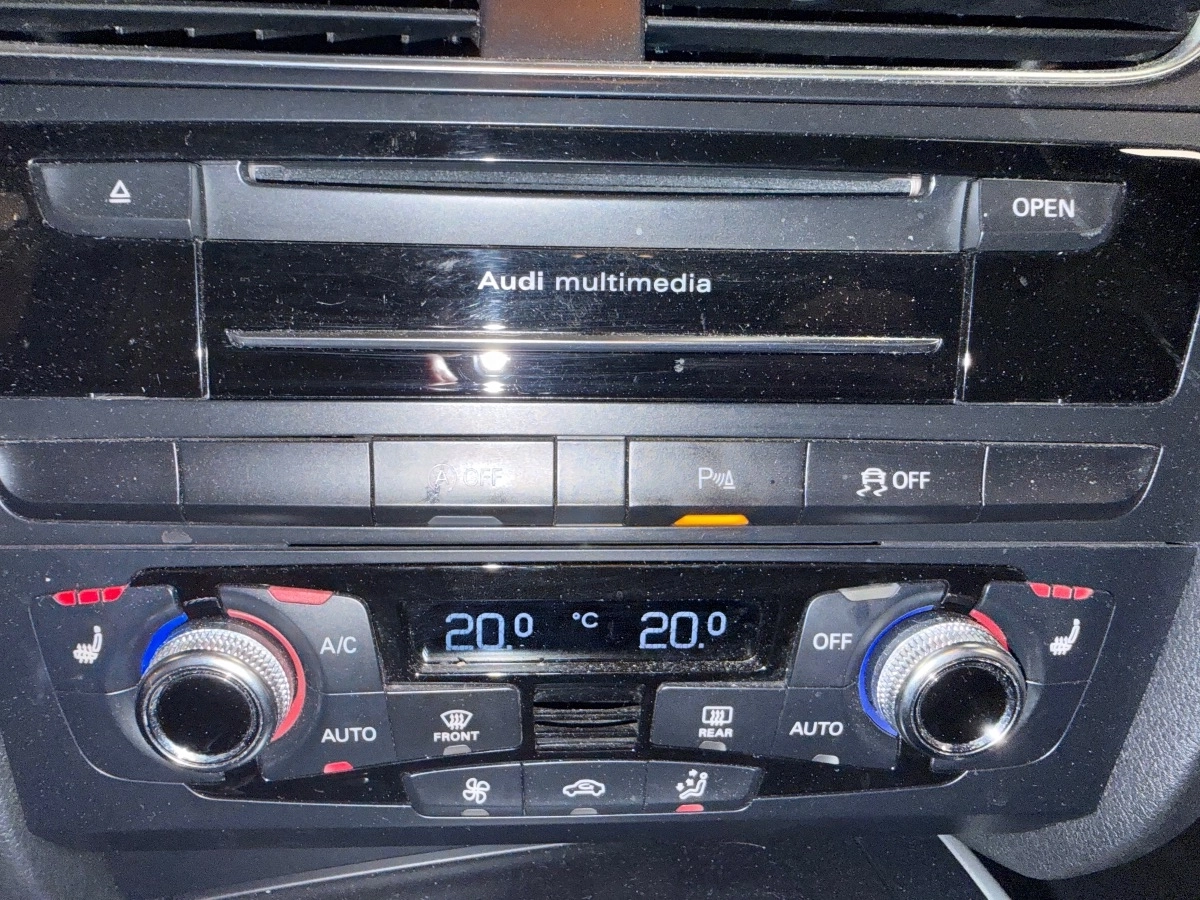 OPEN
Audi multimedia
A OFF
P
OFF
20.0 °C 20.0
A/C
OFF
AUTO
FRONT
REAR
AUTO